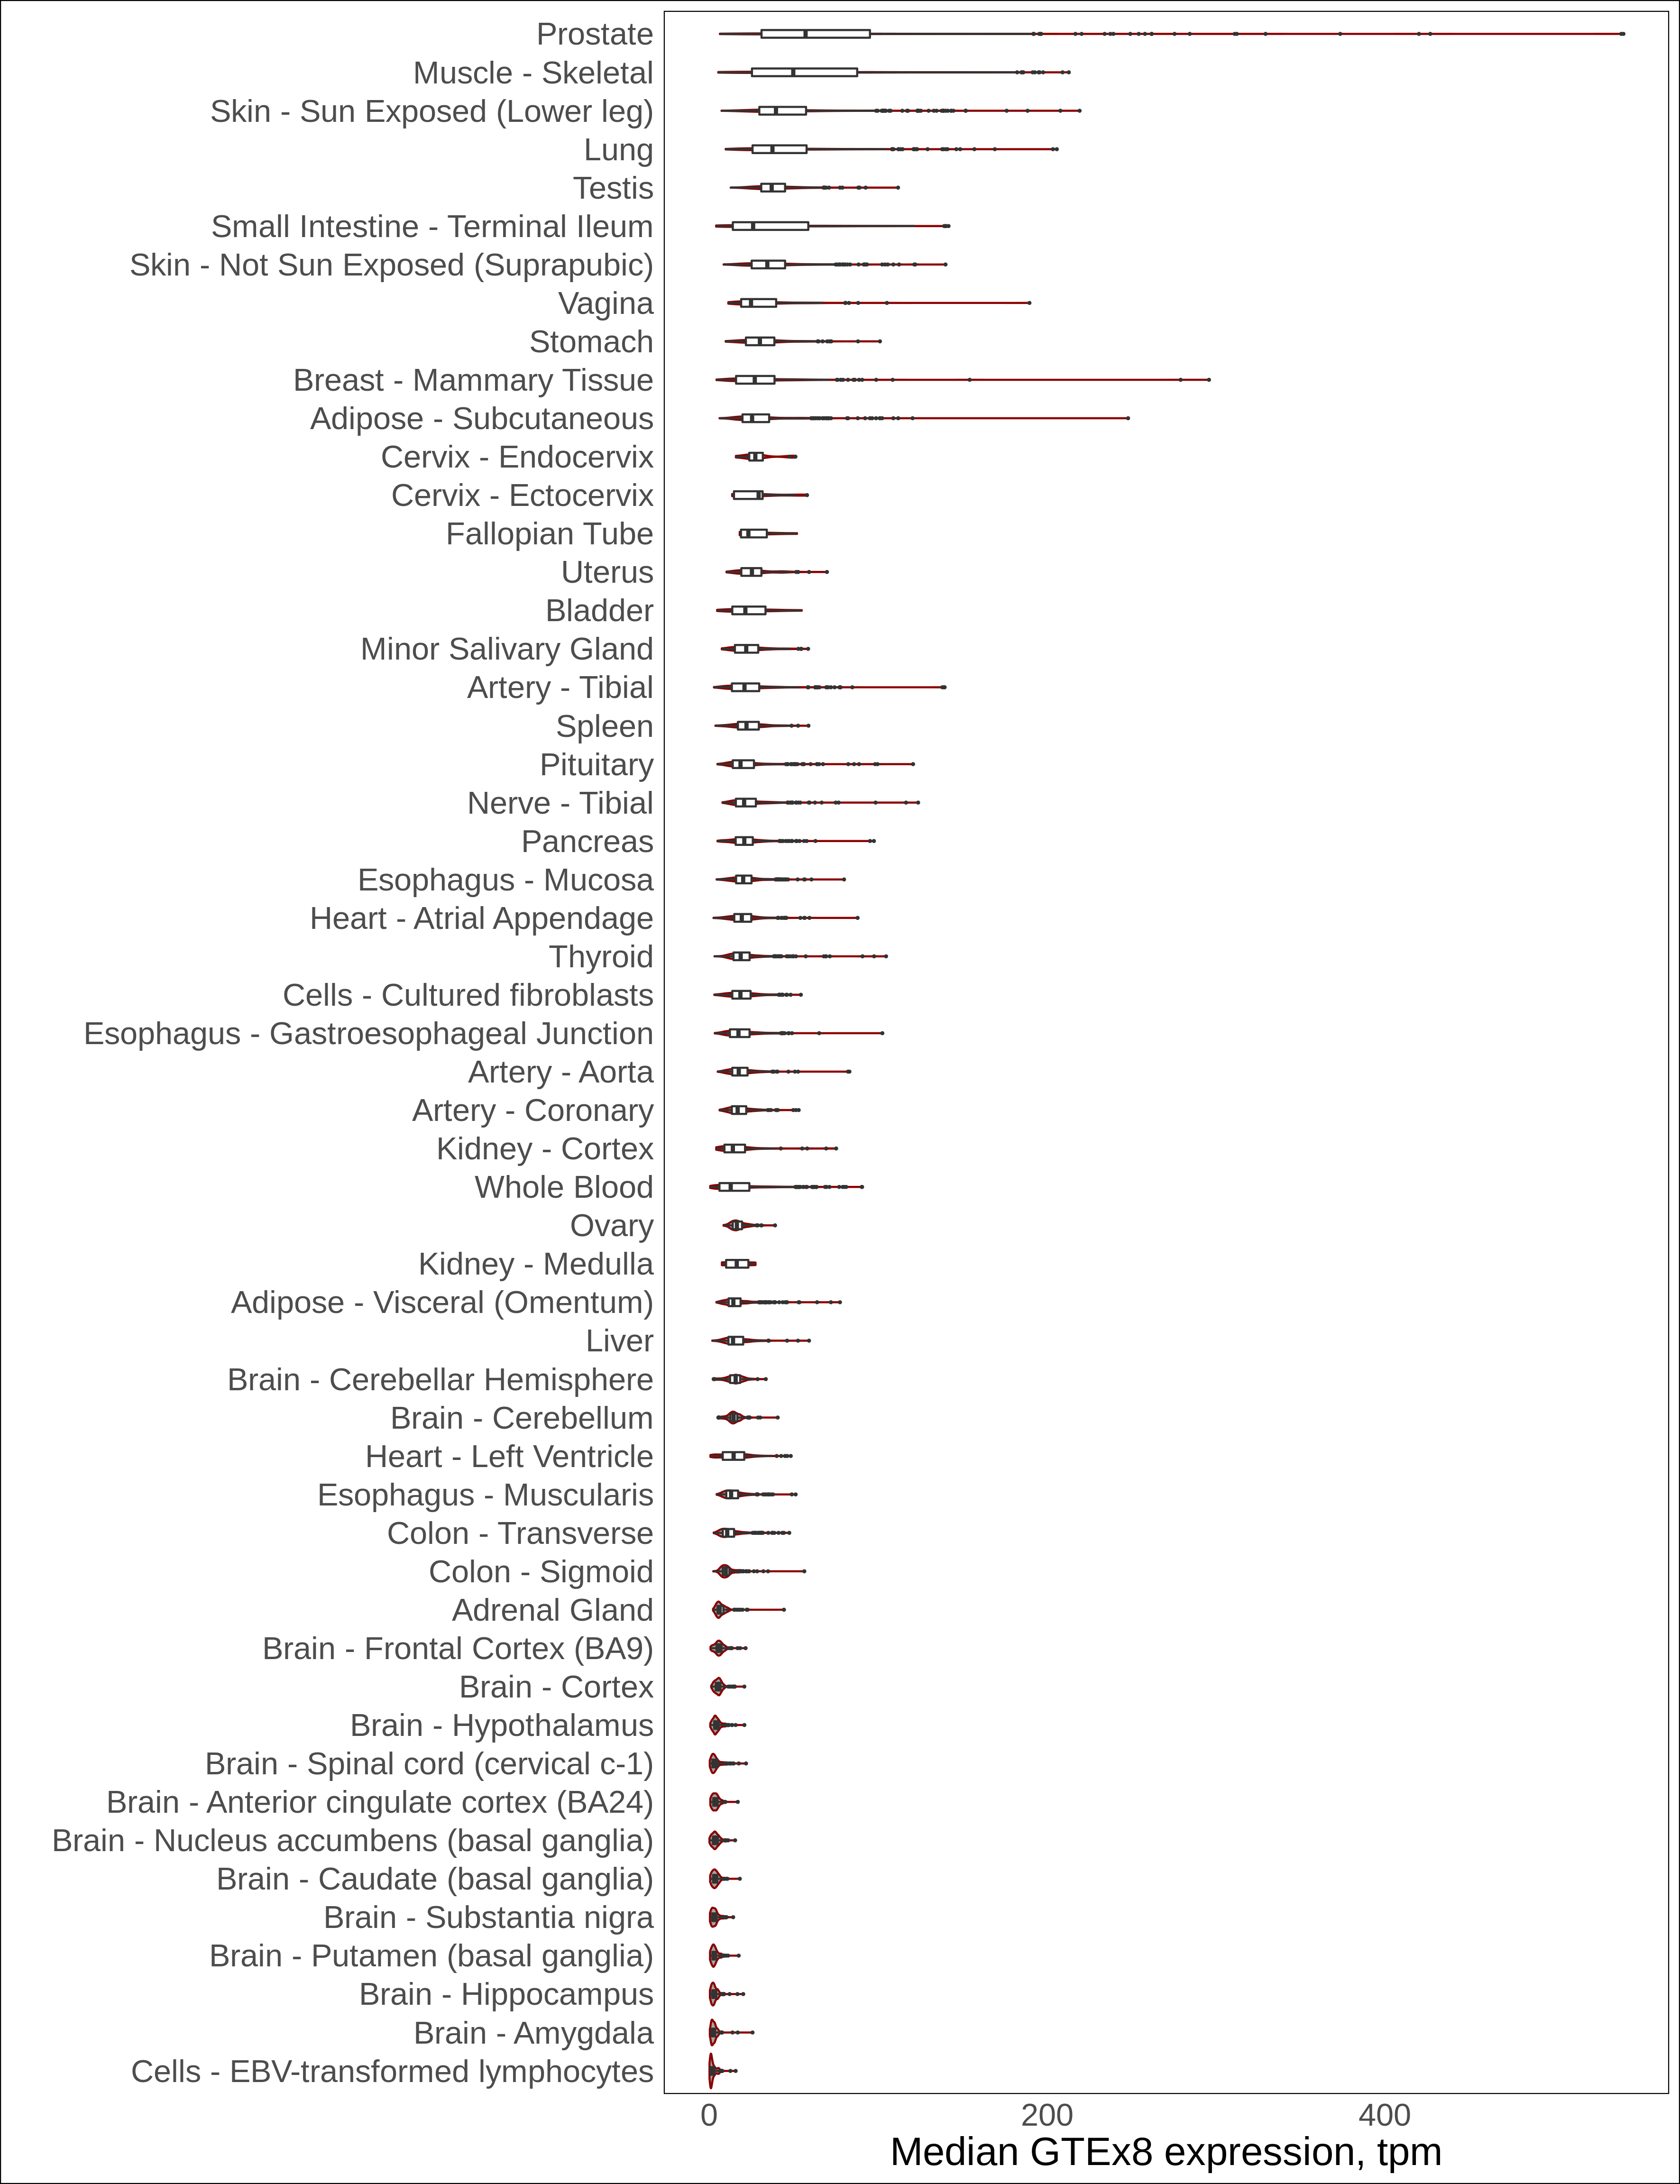 Prostate
Muscle - Skeletal
Skin - Sun Exposed (Lower leg)
Lung
Testis
Small Intestine - Terminal Ileum
Skin - Not Sun Exposed (Suprapubic)
Vagina
Stomach
Breast - Mammary Tissue
Adipose - Subcutaneous
Cervix - Endocervix
Cervix - Ectocervix
Fallopian Tube
Uterus
Bladder
Minor Salivary Gland
Artery - Tibial
Spleen
Pituitary
Nerve - Tibial
Pancreas
Esophagus - Mucosa
Heart - Atrial Appendage
Thyroid
Cells - Cultured fibroblasts
Esophagus - Gastroesophageal Junction
Artery - Aorta
Artery - Coronary
Kidney - Cortex
Whole Blood
Ovary
Kidney - Medulla
Adipose - Visceral (Omentum)
Liver
Brain - Cerebellar Hemisphere
Brain - Cerebellum
Heart - Left Ventricle
Esophagus - Muscularis
Colon - Transverse
Colon - Sigmoid
Adrenal Gland
Brain - Frontal Cortex (BA9)
Brain - Cortex
Brain - Hypothalamus
Brain - Spinal cord (cervical c-1)
Brain - Anterior cingulate cortex (BA24)
Brain - Nucleus accumbens (basal ganglia)
Brain - Caudate (basal ganglia)
Brain - Substantia nigra
Brain - Putamen (basal ganglia)
Brain - Hippocampus
Brain - Amygdala
Cells - EBV-transformed lymphocytes
0 200 400
Median GTEx8 expression, tpm